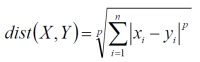 dist(X,Y) = \sqrt[p]{\sum_{i=1}^{n} |x_i - y_i|^p}